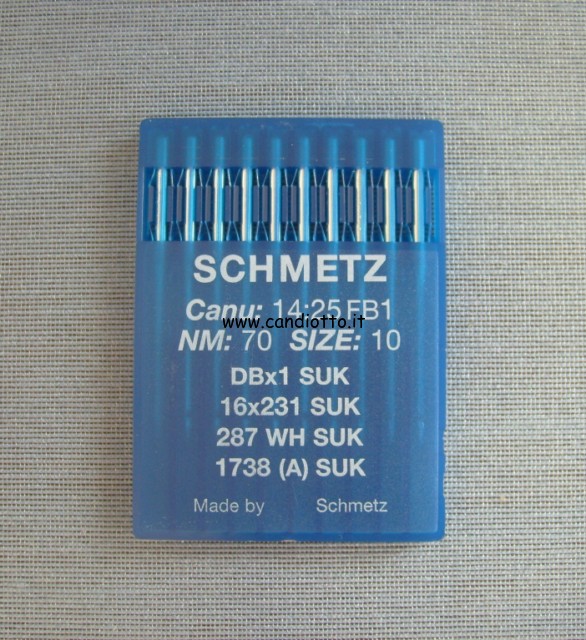 SCHMETZ
Canu: 14:25 FB1
www.candiotto.it
NM: 70 SIZE: 10
DBx1 SUK
16x231 SUK
287 WH SUK
1738 (A) SUK
Made by Schmetz